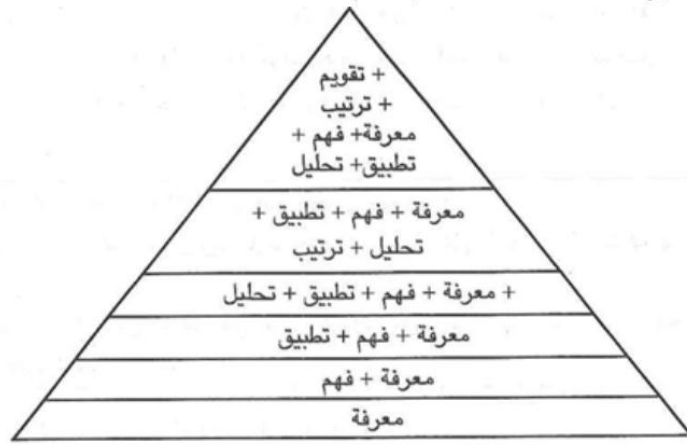 + تقويم
+ ترتيب
معرفة+ فهم +
تطبيق+ تحليل
معرفة + فهم + تطبيق +
تحليل + ترتيب
+ معرفة + فهم + تطبيق + تحليل
معرفة + فهم + تطبيق
معرفة + فهم
معرفة